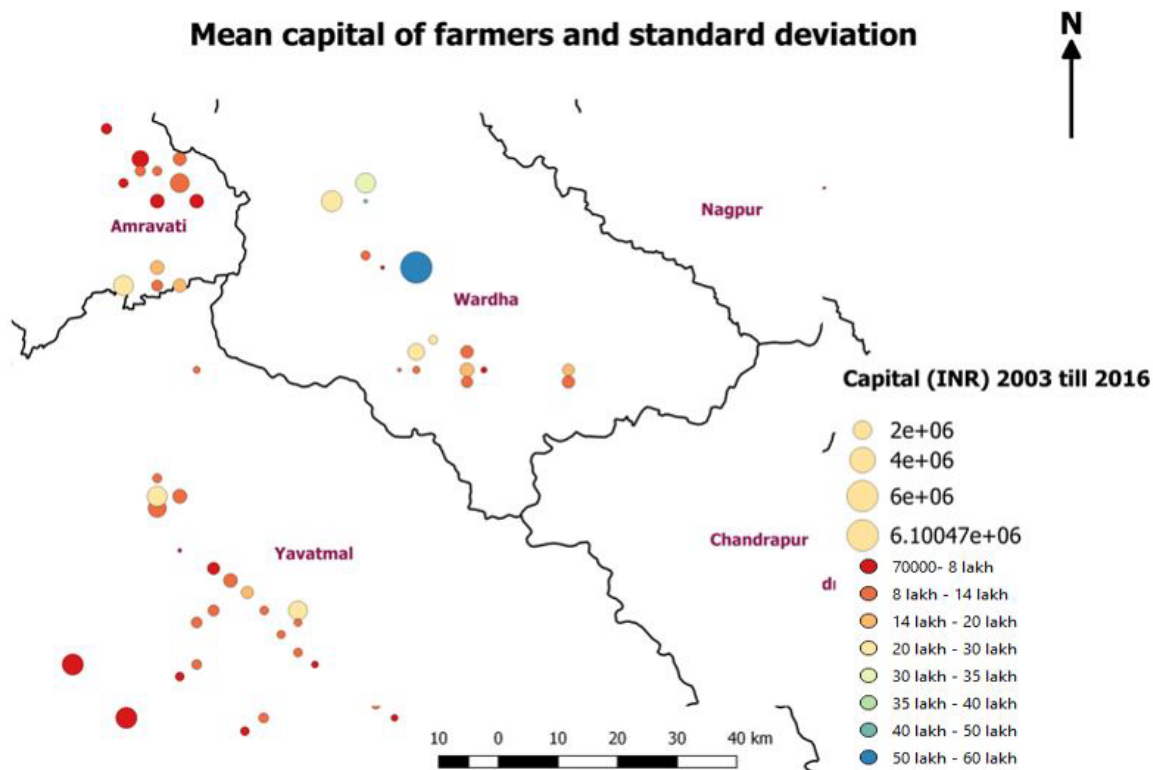 Mean capital of farmers and standard deviation
N
Amravati
Nagpur
Wardha
Capital (INR) 2003 till 2016
2e+06
4e+06
6e+06
6.10047e+06
Yavatmal
Chandrapur
70000- 8 lakh
8 lakh - 14 lakh
14 lakh - 20 lakh
20 lakh - 30 lakh
30 lakh - 35 lakh
35 lakh - 40 lakh
40 lakh - 50 lakh
50 lakh - 60 lakh
10 0 10 20 30 40 km